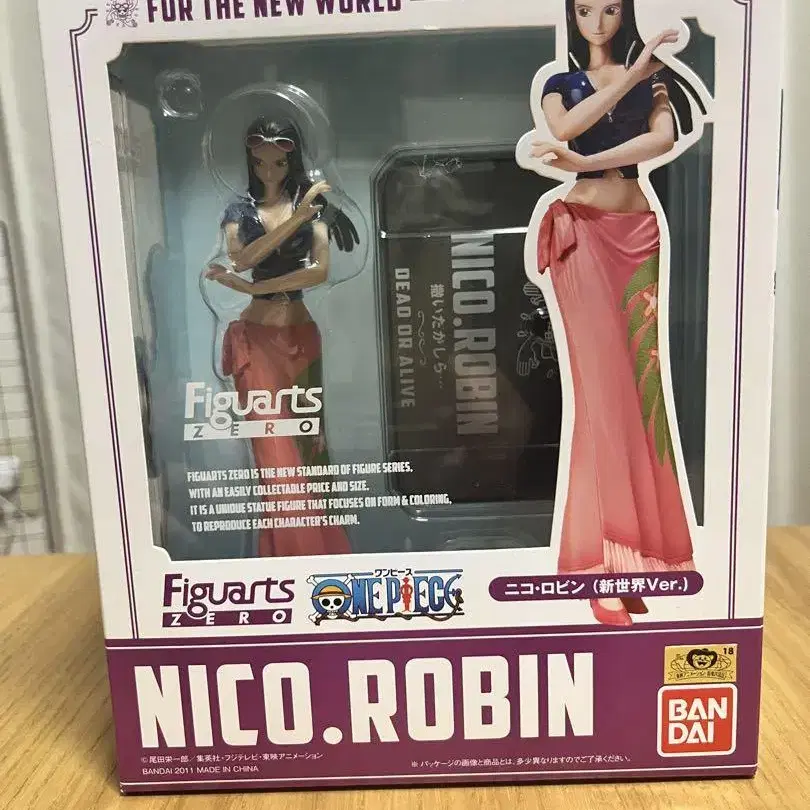 FOR THE NEW WORLD
NICO.ROBIN
抱いたかしら…
DEAD OR ALIVE
Figuarts
ZERO
FIGUARTS ZERO IS THE NEW STANDARD OF FIGURE SERIES,
WITH AN EASILY COLLECTABLE PRICE AND SIZE.
IT IS A UNIQUE STATUE FIGURE THAT FOCUSES ON FORM & COLORING,
TO REPRODUCE EACH CHARACTER'S CHARM.
Figuarts
ZERO
ワンピース
ONE PIECE
ニコ・ロビン（新世界Ver.）
NICO.ROBIN
18
BAN
DAI
©尾田栄一郎／集英社・フジテレビ・東映アニメーション
BANDAI 2011 MADE IN CHINA
※パッケージの画像と商品とは、多少異なりますのでご了承ください。